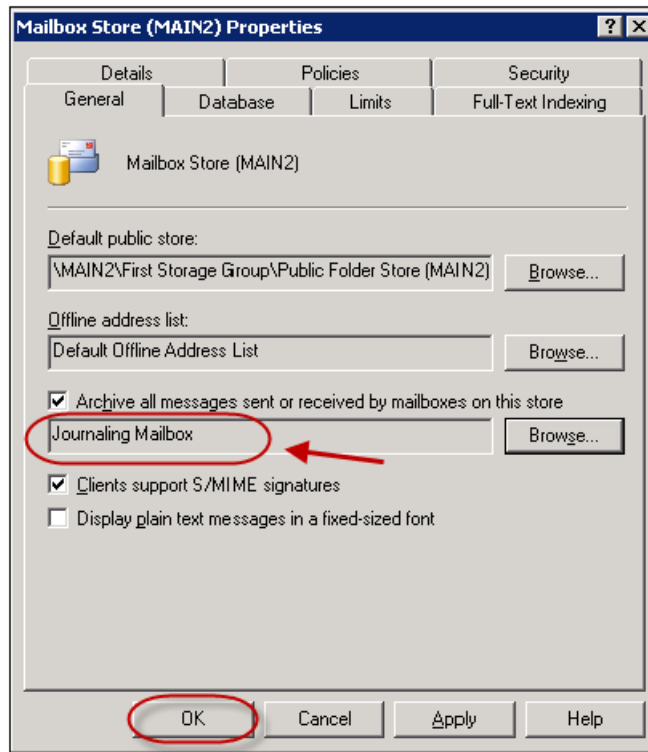 Mailbox Store (MAIN2) Properties
Details Policies Security
General Database Limits Full-Text Indexing
Mailbox Store (MAIN2)
Default public store:
\MAIN2\First Storage Group\Public Folder Store (MAIN2) Browse...
Offline address list:
Default Offline Address List Browse...
Archive all messages sent or received by mailboxes on this store
Journaling Mailbox Browse...
Clients support S/MIME signatures
Display plain text messages in a fixed-sized font
OK Cancel Apply Help